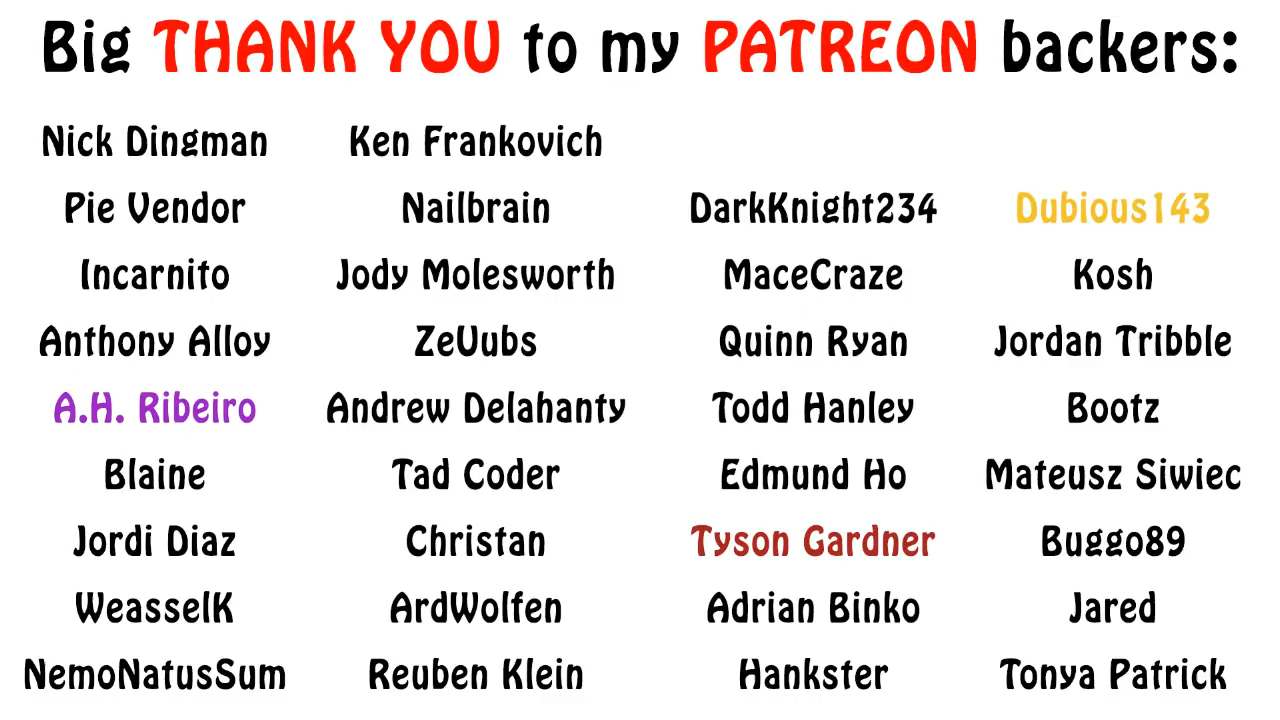 Big THANK YOU to my PATREON backers:
Nick Dingman Ken Frankovich
Pie Vendor Nailbrain DarkKnight234 Dubious143
Incarnito Jody Molesworth MaceCraze Kosh
Anthony Alloy ZeVubs Quinn Ryan Jordan Tribble
A.H. Ribeiro Andrew Delahanty Todd Hanley Bootz
Blaine Tad Coder Edmund Ho Mateusz Siwiec
Jordi Diaz Christan Tyson Gardner Buggo89
WeasselK ArdWolfen Adrian Binko Jared
NemoNatusSum Reuben Klein Hankster Tonya Patrick